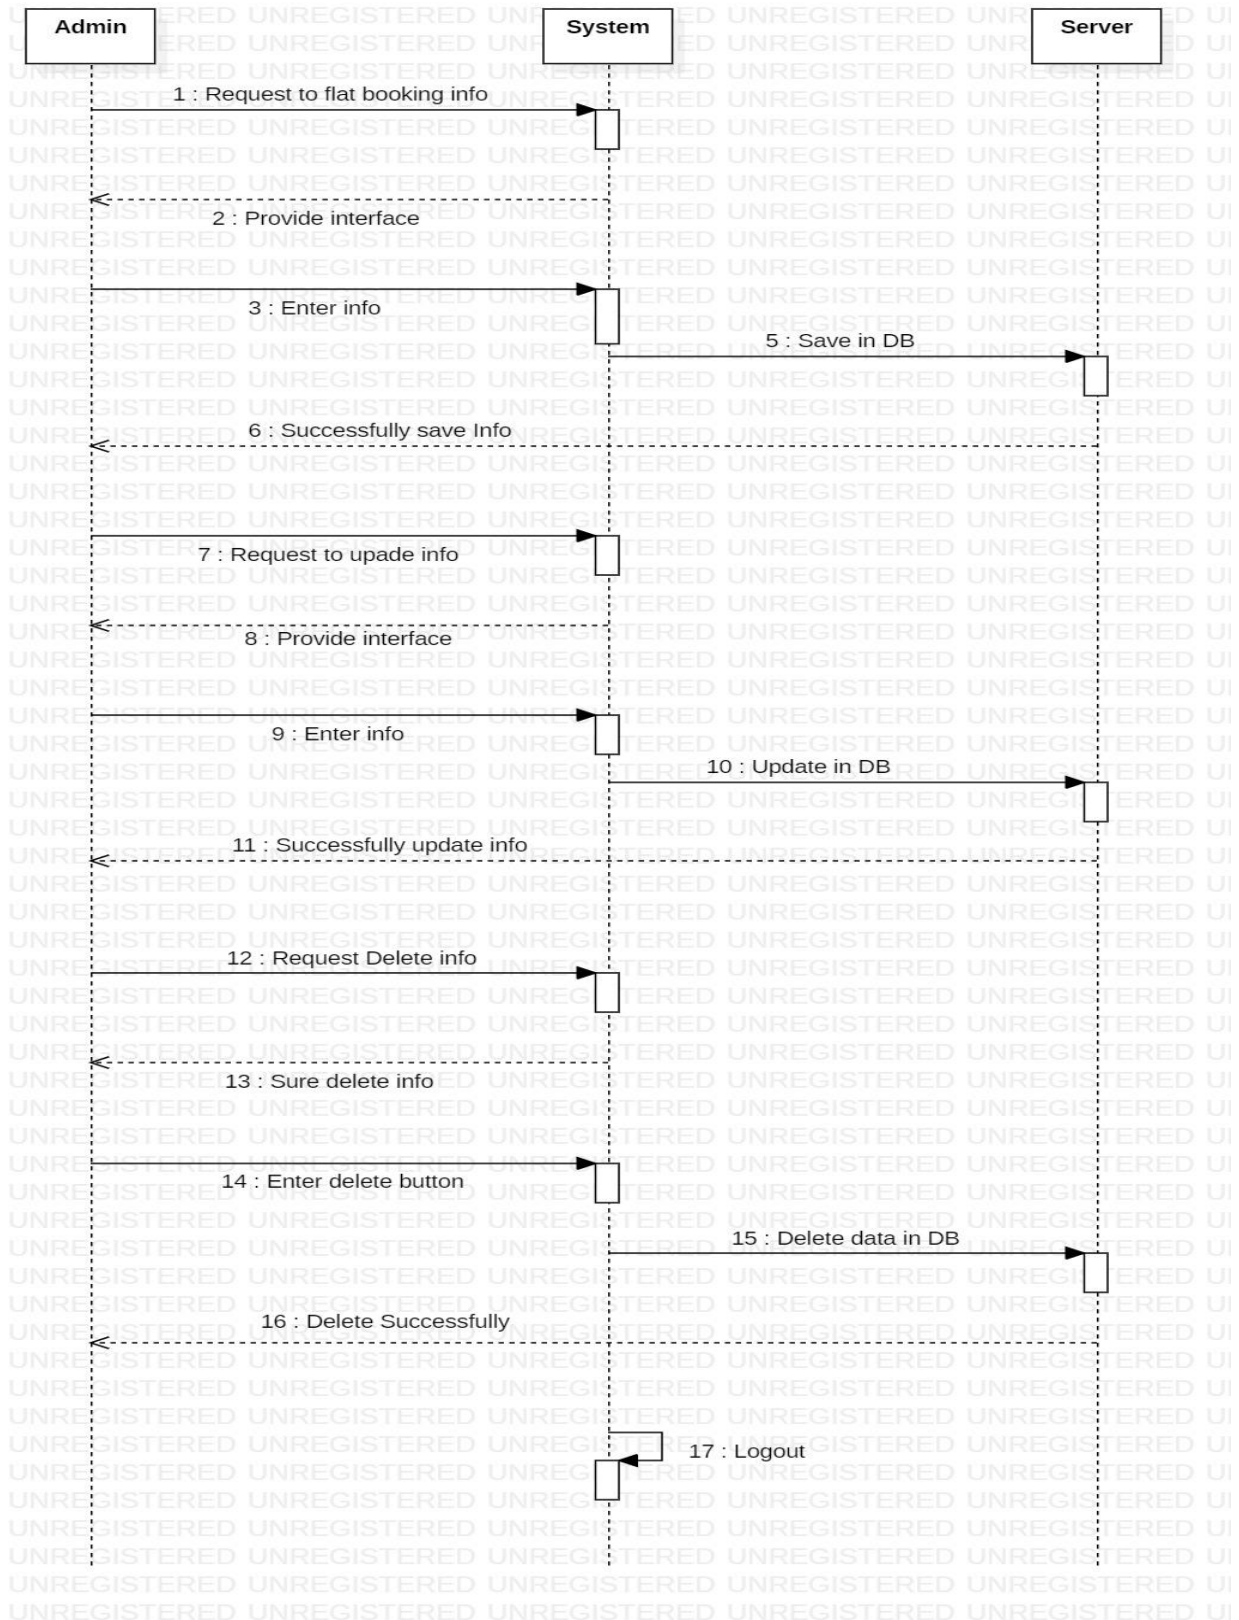 Admin
System
Server
1 : Request to flat booking info
2 : Provide interface
3 : Enter info
5 : Save in DB
6 : Successfully save Info
7 : Request to upade info
8 : Provide interface
9 : Enter info
10 : Update in DB
11 : Successfully update info
12 : Request Delete info
13 : Sure delete info
14 : Enter delete button
15 : Delete data in DB
16 : Delete Successfully
17 : Logout
UNREGISTERED